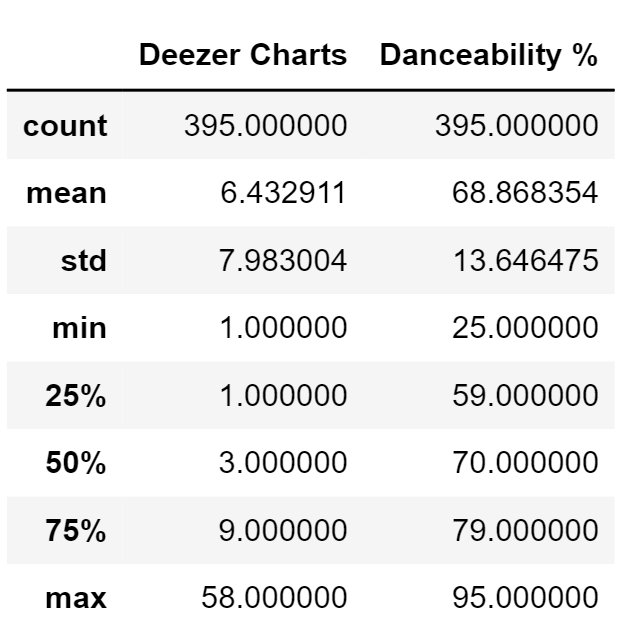 Deezer Charts Danceability %
count 395.000000 395.000000
mean 6.432911 68.868354
std 7.983004 13.646475
min 1.000000 25.000000
25% 1.000000 59.000000
50% 3.000000 70.000000
75% 9.000000 79.000000
max 58.000000 95.000000